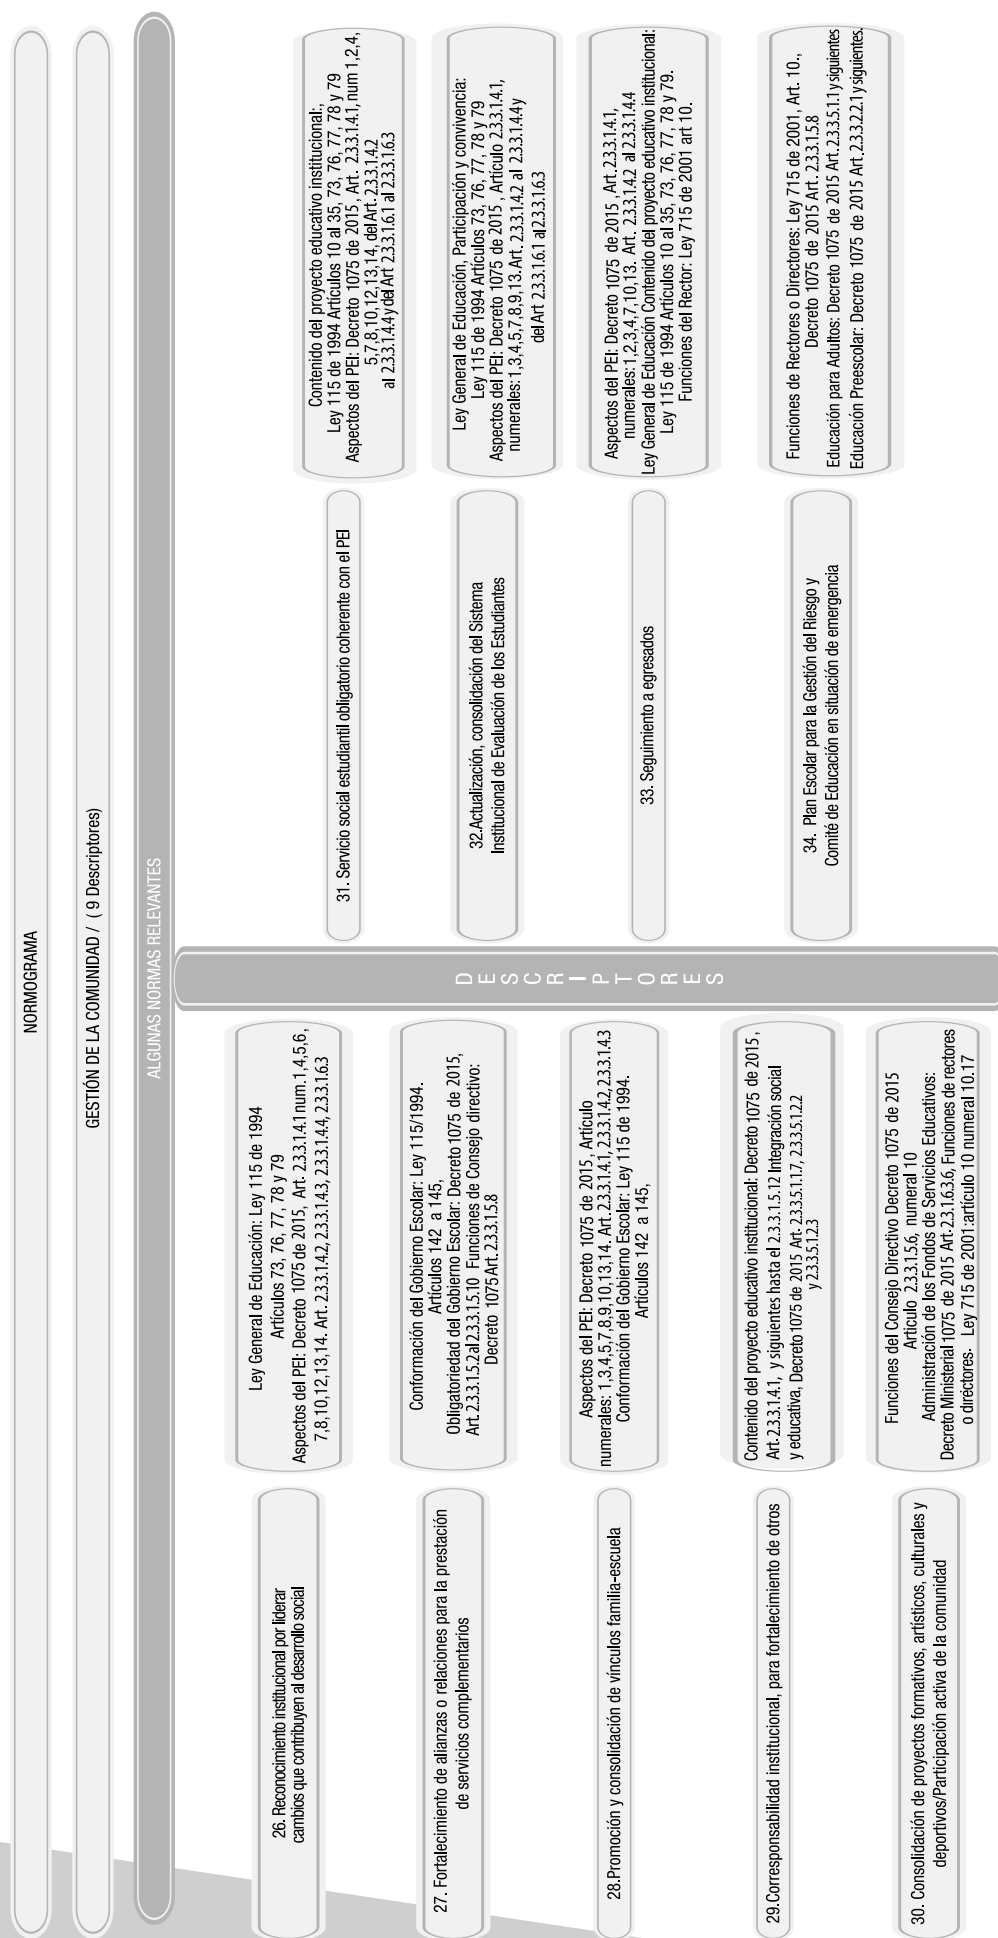 NORMOGRAMA
GESTIÓN DE LA COMUNIDAD / ( 9 Descriptores)
ALGUNAS NORMAS RELEVANTES
26. Reconocimiento institucional por liderar
cambios que contribuyen al desarrollo social
Ley General de Educación: Ley 115 de 1994
Artículos 73, 76, 77, 78 y 79
Aspectos del PEI: Decreto 1075 de 2015, Art. 2.3.3.1.4.1 num.1,4,5,6,
7,8,10,12,13,14. Art. 2.3.3.1.4.2, 2.3.3.1.4.3, 2.3.3.1.4.4, 2.3.3.1.6.3
27. Fortalecimiento de alianzas o relaciones para la prestación
de servicios complementarios
Conformación del Gobierno Escolar: Ley 115/1994.
Artículos 142 a 145,
Obligatoriedad del Gobierno Escolar: Decreto 1075 de 2015,
Art. 2.3.3.1.5.2 al 2.3.3.1.5.10 Funciones de Consejo directivo:
Decreto 1075 Art. 2.3.3.1.5.8
28.Promoción y consolidación de vínculos familia-escuela
Aspectos del PEI: Decreto 1075 de 2015, Artículo
numerales: 1,3,4,5,7,8,9,10,13,14. Art. 2.3.3.1.4.1, 2.3.3.1.4.2, 2.3.3.1.4.3
Conformación del Gobierno Escolar: Ley 115 de 1994.
Artículos 142 a 145,
29.Corresponsabilidad institucional, para fortalecimiento de otros
Contenido del proyecto educativo institucional: Decreto 1075 de 2015 ,
Art. 2.3.3.1.4.1, y siguientes hasta el 2.3.3.1.5.12 Integración social
y educativa, Decreto 1075 de 2015 Art. 2.3.3.5.1.1.7, 2.3.3.5.1.2.2
y 2.3.3.5.1.2.3
30. Consolidación de proyectos formativos, artísticos, culturales y
deportivos/Participación activa de la comunidad
Funciones del Consejo Directivo Decreto 1075 de 2015
Artículo 2.3.3.1.5.6, numeral 10
Administración de los Fondos de Servicios Educativos:
Decreto Ministerial 1075 de 2015 Art. 2.3.1.6.3.6, Funciones de rectores
o directores- Ley 715 de 2001:artículo 10 numeral 10.17
DESCRIPTORES
31. Servicio social estudiantil obligatorio coherente con el PEI
Contenido del proyecto educativo institucional:,
Ley 115 de 1994 Artículos 10 al 35, 73, 76, 77, 78 y 79
Aspectos del PEI: Decreto 1075 de 2015 , Art. 2.3.3.1.4.1, num 1,2,4,
5,7,8,10,12,13,14, del Art. 2.3.3.1.4.2
al 2.3.3.1.4.4 y del Art 2.3.3.1.6.1 al 2.3.3.1.6.3
32.Actualización, consolidación del Sistema
Institucional de Evaluación de los Estudiantes
Ley General de Educación, Participación y convivencia:
Ley 115 de 1994 Artículos 73, 76, 77, 78 y 79
Aspectos del PEI: Decreto 1075 de 2015 , Artículo 2.3.3.1.4.1,
numerales: 1,3,4,5,7,8,9,13. Art. 2.3.3.1.4.2 al 2.3.3.1.4.4 y
del Art 2.3.3.1.6.1 al 2.3.3.1.6.3
33. Seguimiento a egresados
Aspectos del PEI: Decreto 1075 de 2015 , Art. 2.3.3.1.4.1,
numerales: 1,2,3,4,7,10,13. Art. 2.3.3.1.4.2 al 2.3.3.1.4.4
Ley General de Educación Contenido del proyecto educativo institucional:
Ley 115 de 1994 Artículos 10 al 35, 73, 76, 77, 78 y 79.
Funciones del Rector: Ley 715 de 2001 art 10.
34. Plan Escolar para la Gestión del Riesgo y
Comité de Educación en situación de emergencia
Funciones de Rectores o Directores: Ley 715 de 2001, Art. 10.,
Decreto 1075 de 2015 Art. 2.3.3.1.5.8
Educación para Adultos: Decreto 1075 de 2015 Art. 2.3.3.5.1.1 y siguientes
Educación Preescolar: Decreto 1075 de 2015 Art. 2.3.3.2.2.1 y siguientes.